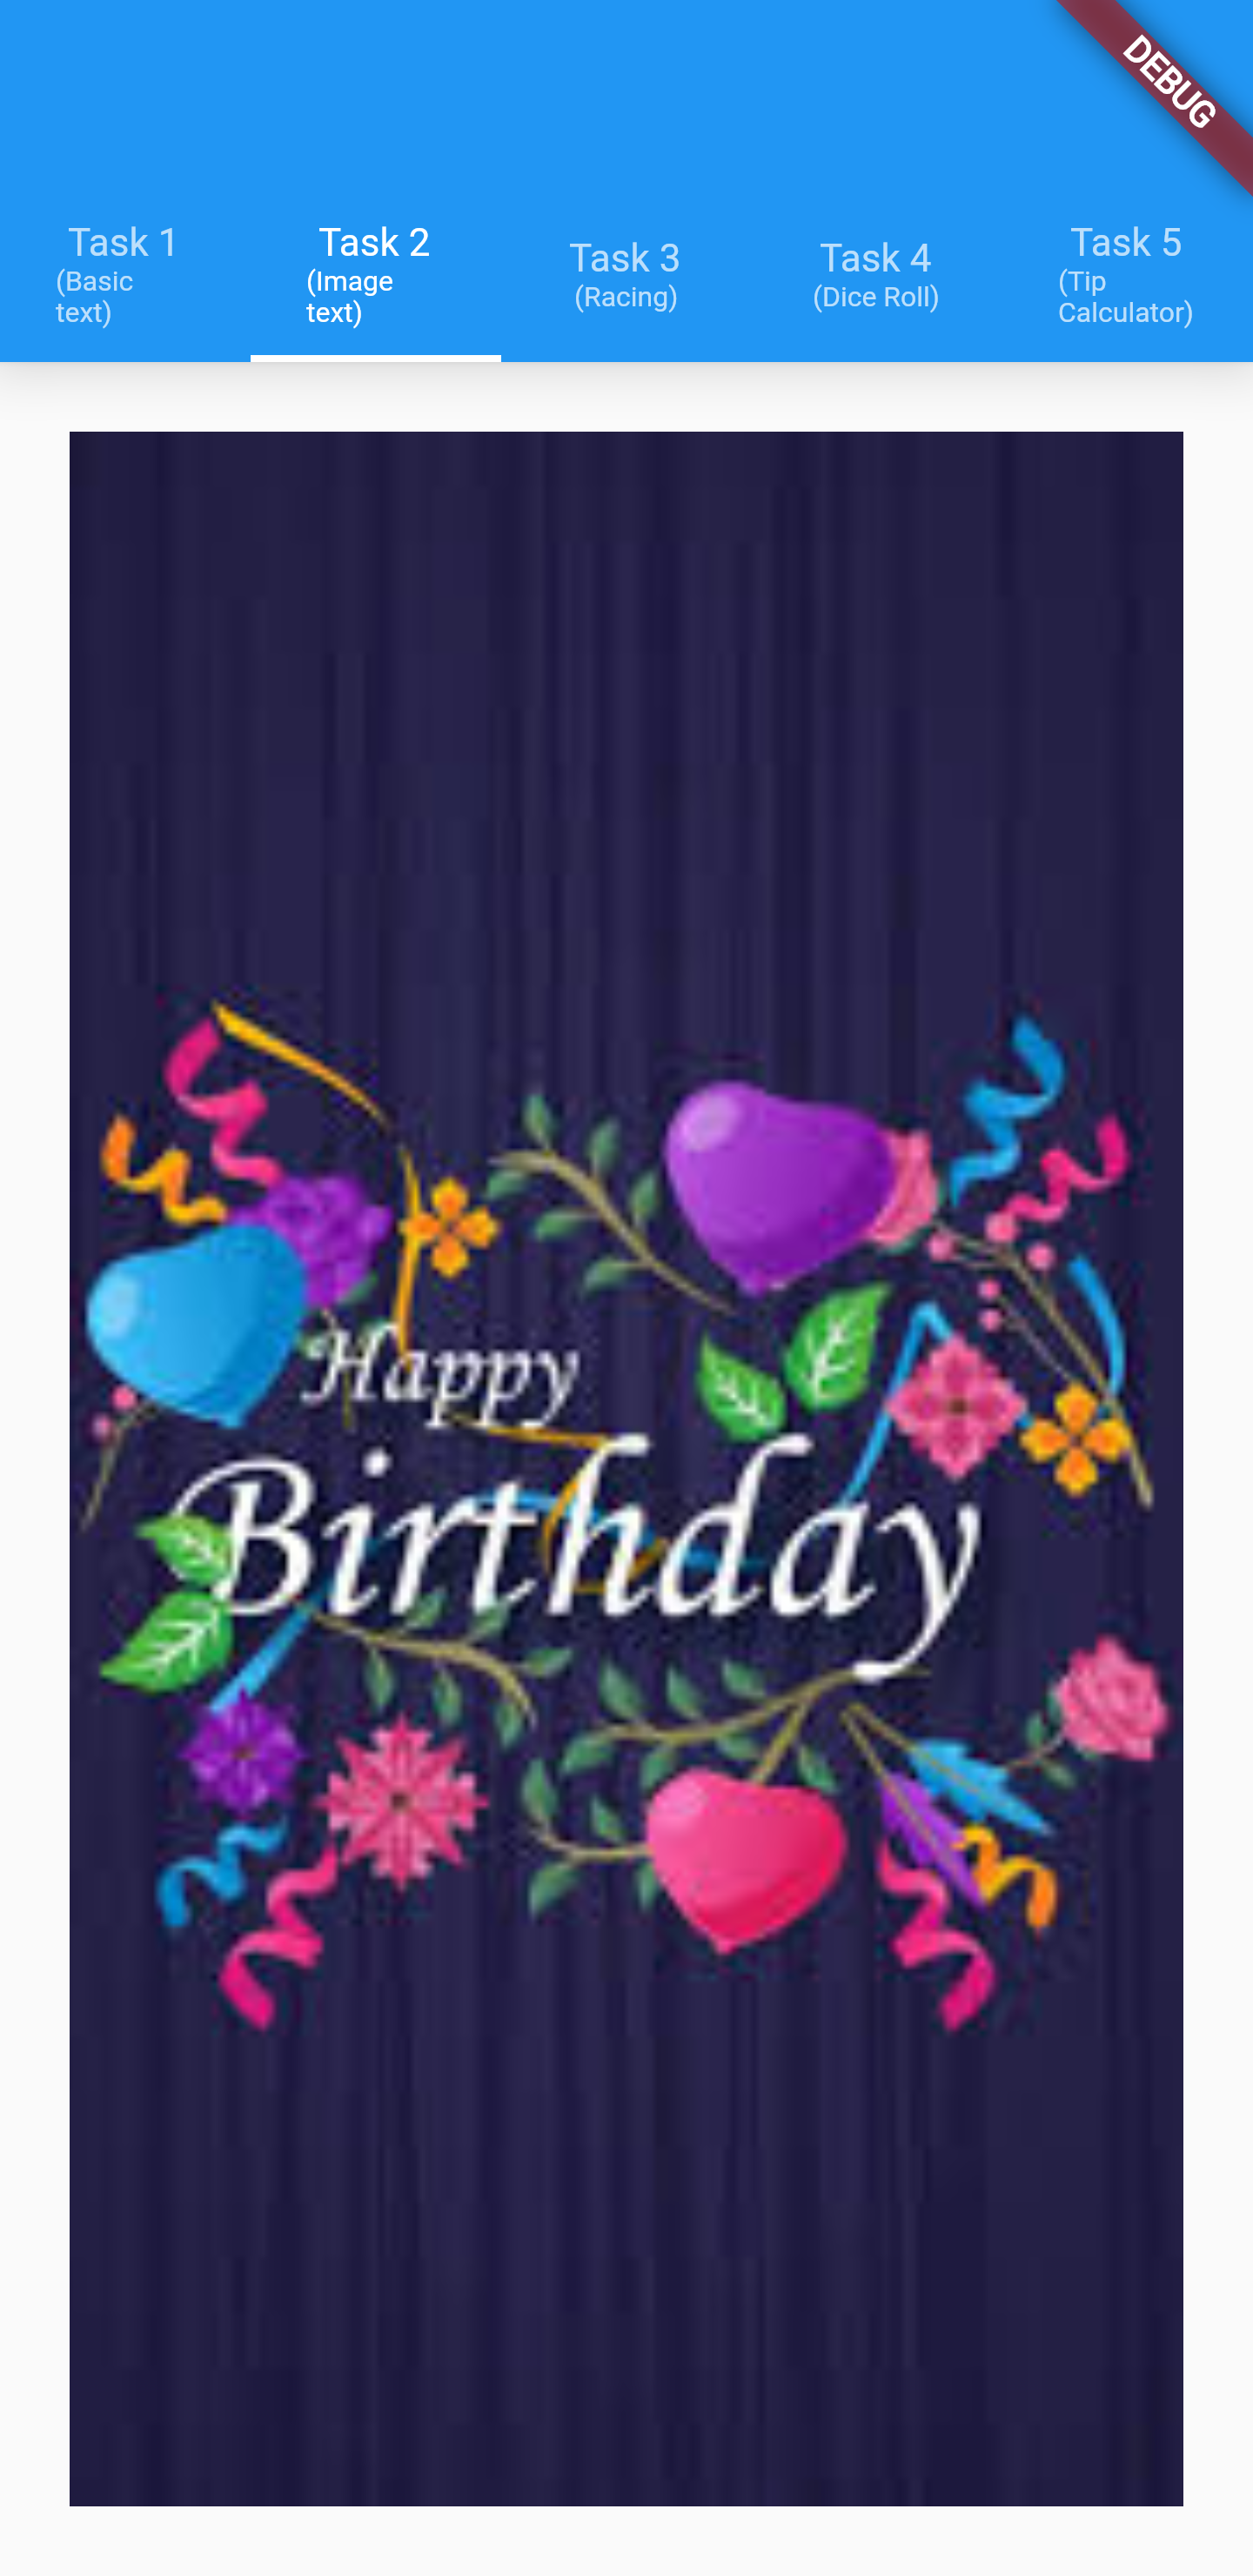 DEBUG
Task 1
(Basic
text)
Task 2
(Image
text)
Task 3
(Racing)
Task 4
(Dice Roll)
Task 5
(Tip
Calculator)
Happy
Birthday